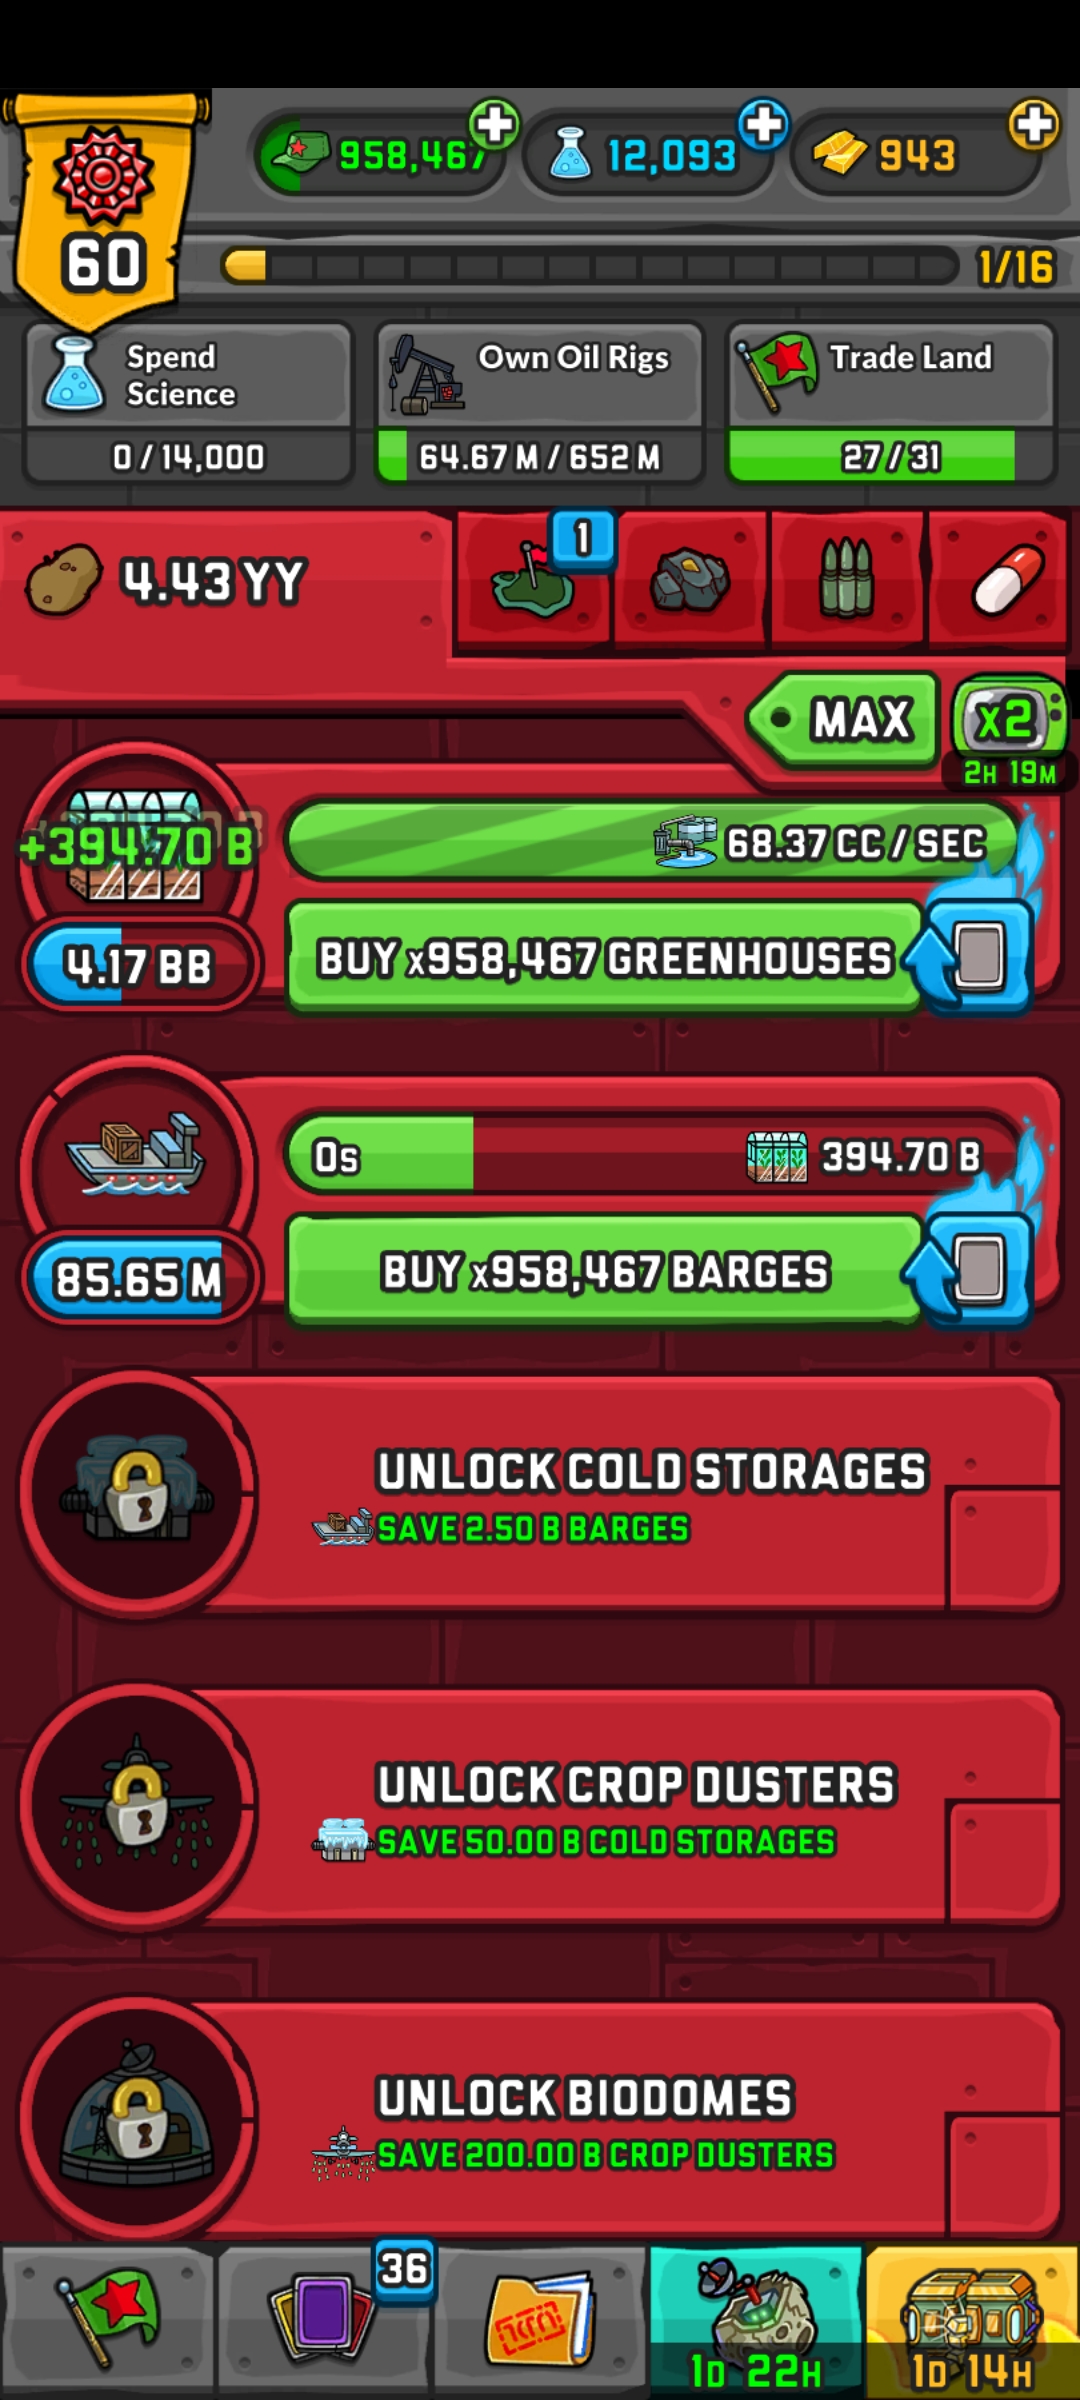 958,467
12,093
943
60
1/16
Spend
Science
Own Oil Rigs
Trade Land
0/14,000
64.67 M / 652 M
27/31
4.43 YY
1
MAX
x2
2H 19M
+394.70 B
68.37 CC / SEC
4.17 BB
BUY x958,467 GREENHOUSES
0s
394.70 B
85.65 M
BUY x958,467 BARGES
UNLOCK COLD STORAGES
SAVE 2.50 B BARGES
UNLOCK CROP DUSTERS
SAVE 50.00 B COLD STORAGES
UNLOCK BIODOMES
SAVE 200.00 B CROP DUSTERS
36
1D 22H
1D 14H